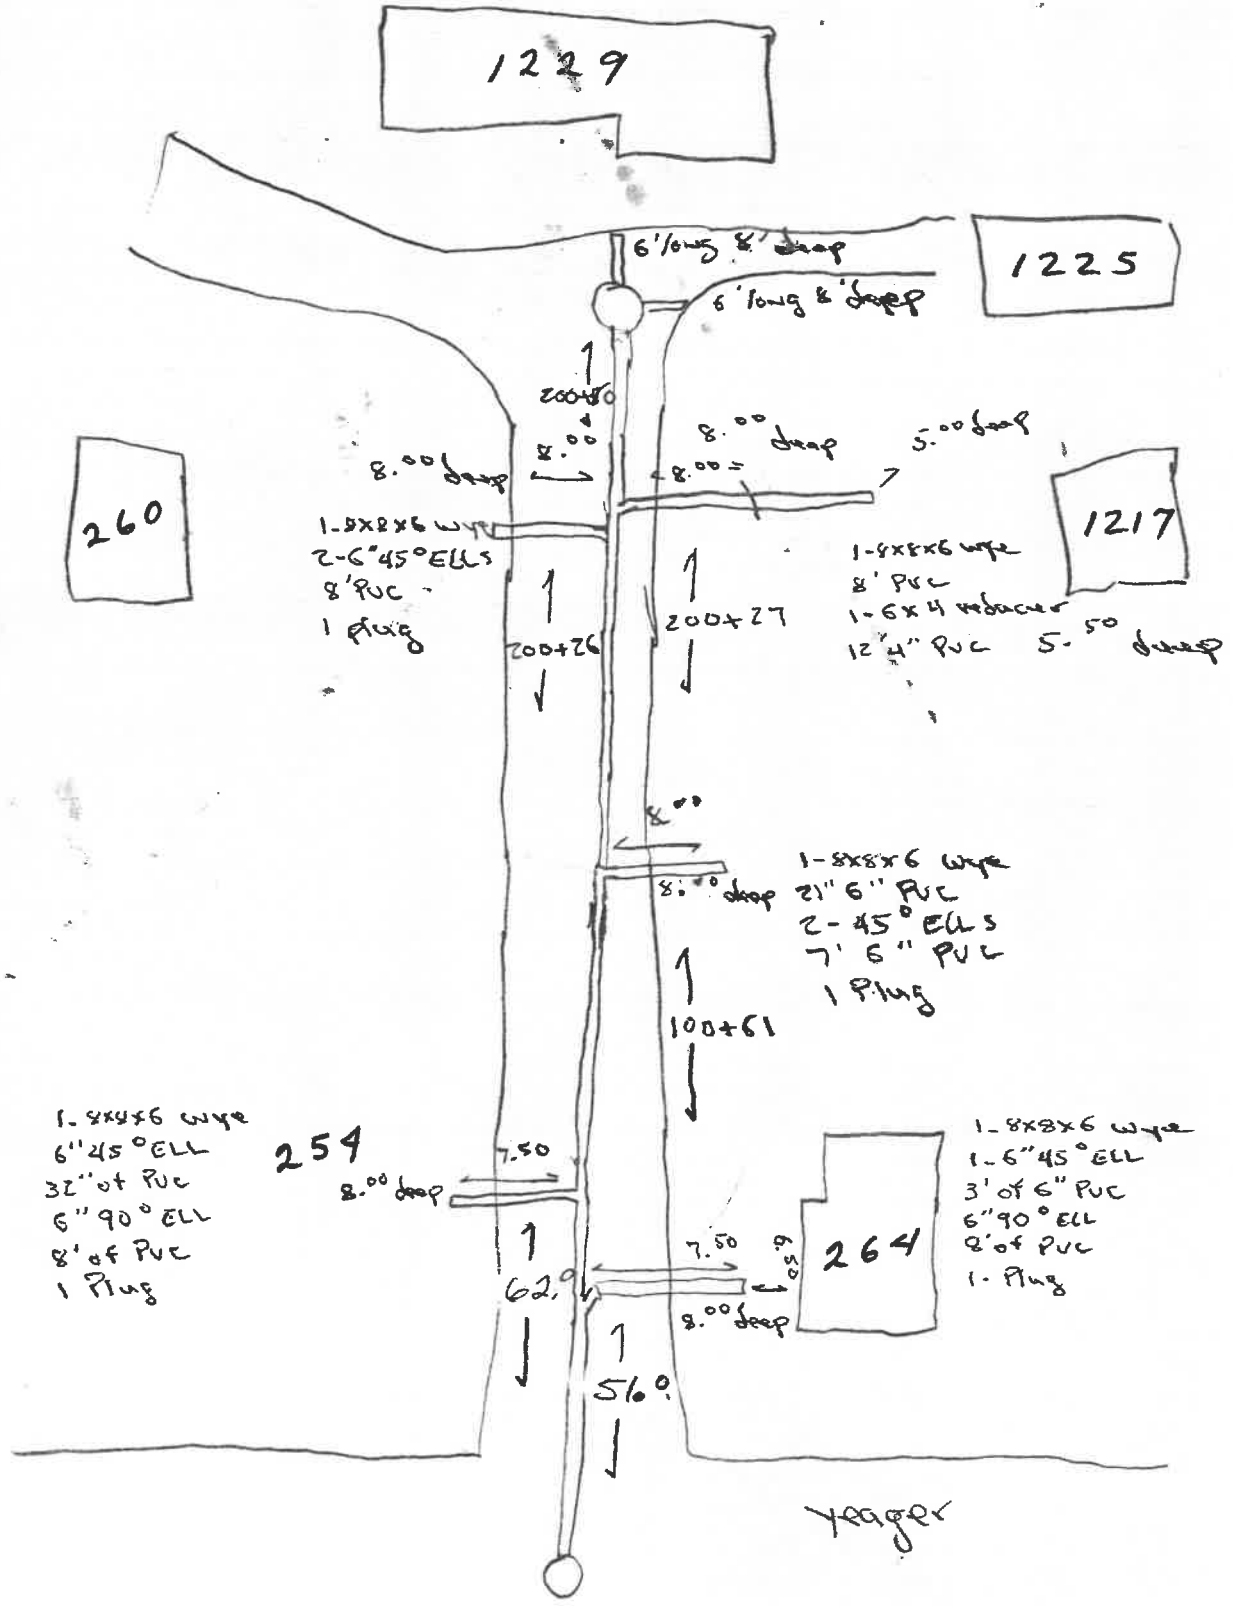 1229
6' long 8' deep
1225
6' long 8' deep
200+50
8.00
8.00 deep
8.00 deep
8.00 =
5.00 deep
260
1217
1-8x8x6 wye
2-6" 45° ELLS
8' PVC
1 plug
1-8x8x6 wye
8' PVC
1-6x4 reducer
12' 4" PVC 5.50 deep
200+26
200+27
8.00
8.00 deep
1-8x8x6 wye
21" 6" PVC
2-45° ELLS
7' 6" PVC
1 Plug
100+61
1-8x8x6 wye
6" 45° ELL
32" of PVC
6" 90° ELL
8' of PVC
1 Plug
254
7.50
8.00 deep
62.0
7.50
6.50
8.00 deep
264
1-8x8x6 wye
1-6" 45° ELL
3' of 6" PVC
6" 90° ELL
8' of PVC
1- Plug
56.0
Yeager